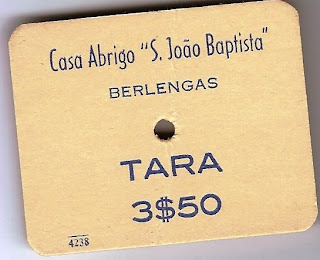 Casa Abrigo "S. João Baptista"
BERLENGAS
TARA
3$50
4238